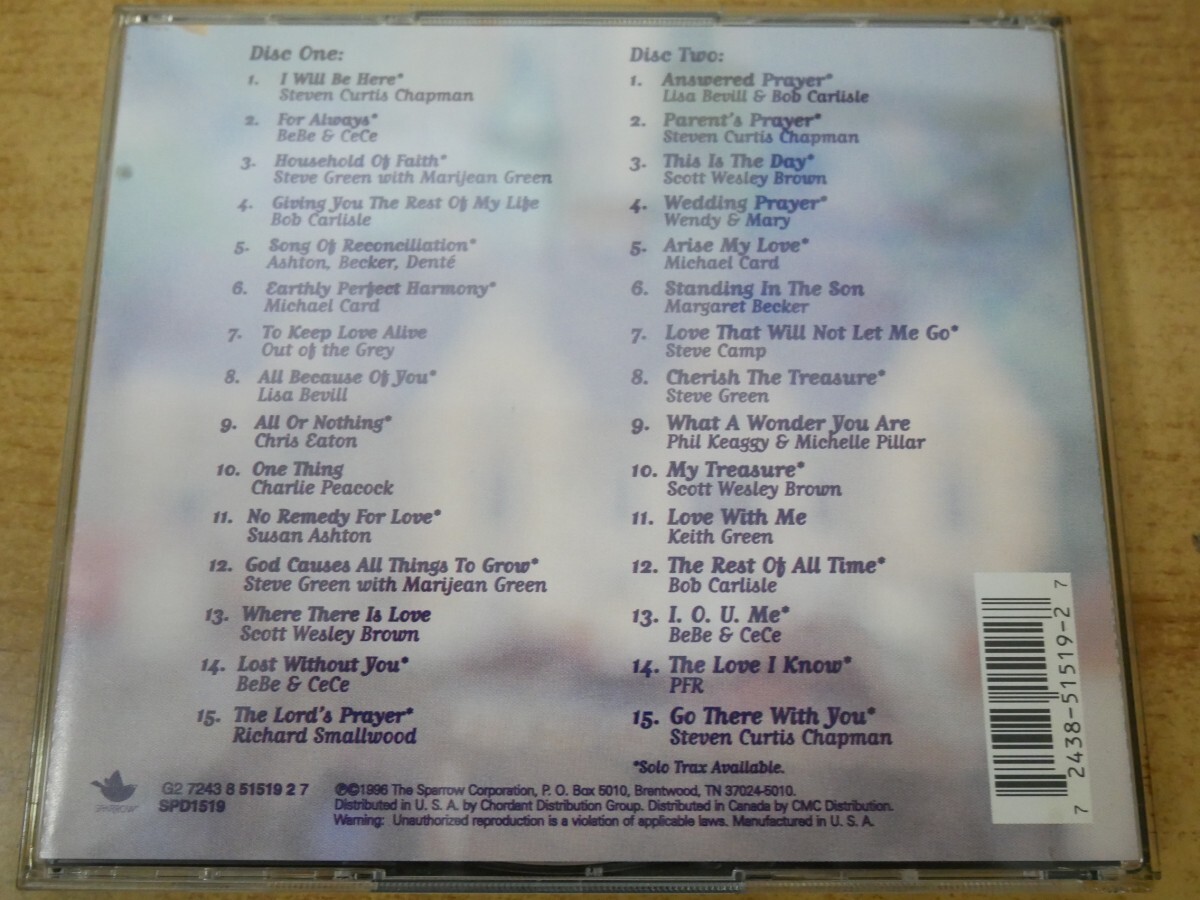 Disc One:
1. I Will Be Here*
Steven Curtis Chapman
2. For Always*
BeBe & CeCe
3. Household Of Faith*
Steve Green with Marijean Green
4. Giving You The Rest Of My Life
Bob Carlisle
5. Song Of Reconciliation*
Ashton, Becker, Denté
6. Earthly Perfect Harmony*
Michael Card
7. To Keep Love Alive
Out of the Grey
8. All Because Of You*
Lisa Bevill
9. All Or Nothing*
Chris Eaton
10. One Thing
Charlie Peacock
11. No Remedy For Love*
Susan Ashton
12. God Causes All Things To Grow*
Steve Green with Marijean Green
13. Where There Is Love
Scott Wesley Brown
14. Lost Without You*
BeBe & CeCe
15. The Lord's Prayer*
Richard Smallwood
Disc Two:
1. Answered Prayer*
Lisa Bevill & Bob Carlisle
2. Parent's Prayer*
Steven Curtis Chapman
3. This Is The Day*
Scott Wesley Brown
4. Wedding Prayer*
Wendy & Mary
5. Arise My Love*
Michael Card
6. Standing In The Son
Margaret Becker
7. Love That Will Not Let Me Go*
Steve Camp
8. Cherish The Treasure*
Steve Green
9. What A Wonder You Are
Phil Keaggy & Michelle Pillar
10. My Treasure*
Scott Wesley Brown
11. Love With Me
Keith Green
12. The Rest Of All Time*
Bob Carlisle
13. I. O. U. Me*
BeBe & CeCe
14. The Love I Know*
PFR
15. Go There With You*
Steven Curtis Chapman
*Solo Trax Available.
SPARROW
G2 7243 8 51519 2 7
SPD1519
℗©1996 The Sparrow Corporation, P. O. Box 5010, Brentwood, TN 37024-5010.
Distributed in U. S. A. by Chordant Distribution Group. Distributed in Canada by CMC Distribution.
Warning: Unauthorized reproduction is a violation of applicable laws. Manufactured in U. S. A.
7 2438-51519-2 7